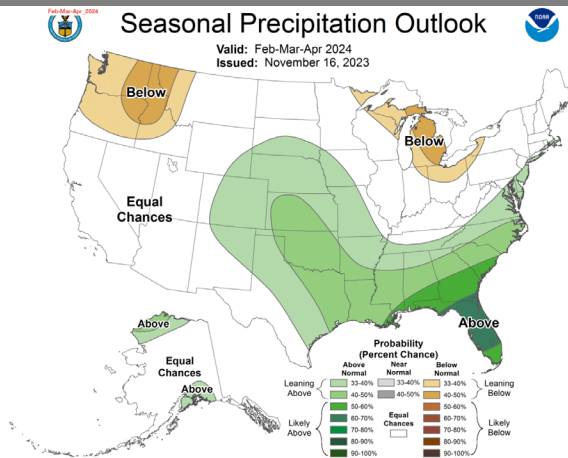 Feb-Mar-Apr_2024
Seasonal Precipitation Outlook
NOAA
Valid: Feb-Mar-Apr 2024
Issued: November 16, 2023
Below
Below
Equal
Chances
Above
Above
Equal
Chances
Above
Probability
(Percent Chance)
Above
Normal
Near
Normal
Below
Normal
Leaning
Above
33-40%
33-40%
33-40%
Leaning
Below
40-50%
40-50%
40-50%
Likely
Above
50-60%
60-70%
70-80%
80-90%
90-100%
Equal
Chances
50-60%
60-70%
70-80%
80-90%
90-100%
Likely
Below